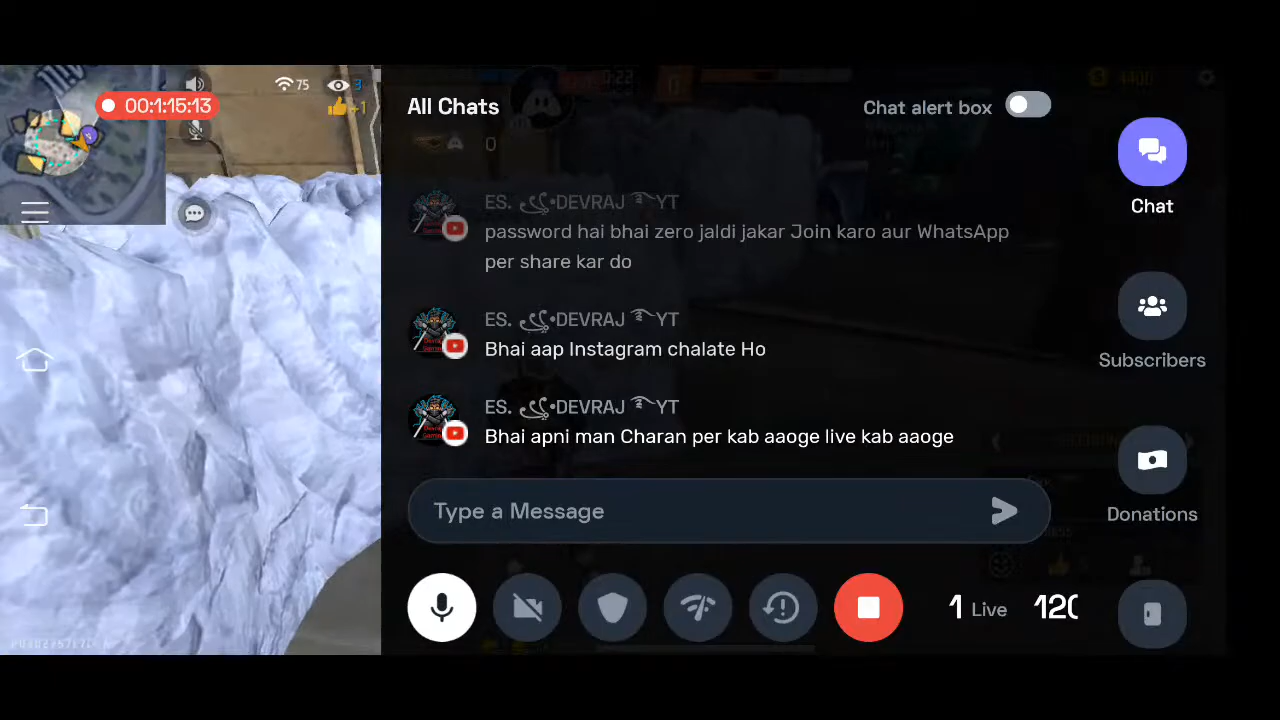 75
3
00:1:15:13
+1
All Chats
Chat alert box
0
ES. DEVRAJ YT
password hai bhai zero jaldi jakar Join karo aur WhatsApp
per share kar do
ES. DEVRAJ YT
Bhai aap Instagram chalate Ho
ES. DEVRAJ YT
Bhai apni man Charan per kab aaoge live kab aaoge
Type a Message
1 Live
120
Chat
Subscribers
Donations
0:22